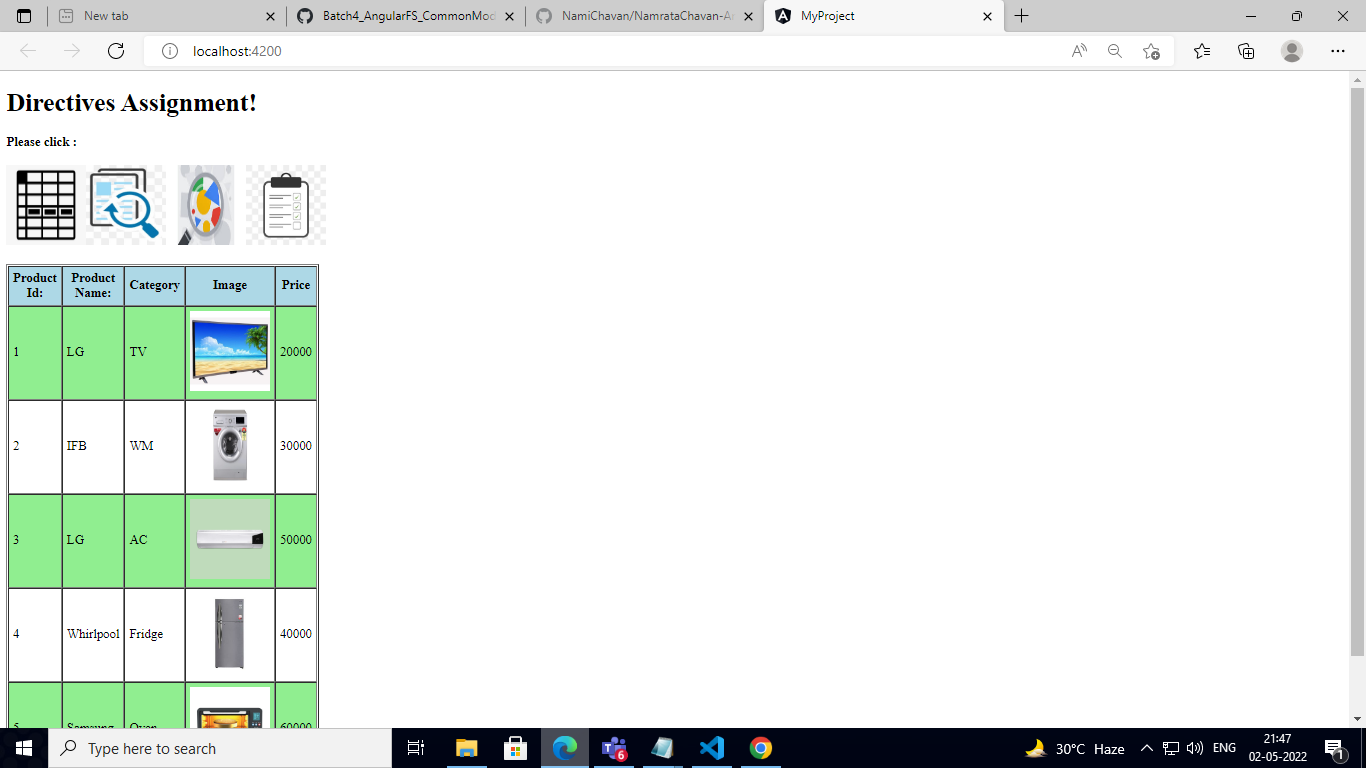 New tab
Batch4_AngularFS_CommonMod
NamiChavan/NamrataChavan-A
MyProject
localhost:4200
Directives Assignment!
Please click :
Product Id:
Product Name:
Category
Image
Price
1 LG TV 20000
2 IFB WM 30000
3 LG AC 50000
4 Whirlpool Fridge 40000
5 Samsung Oven 60000
Type here to search
6
30°C Haze
ENG
21:47
02-05-2022
1